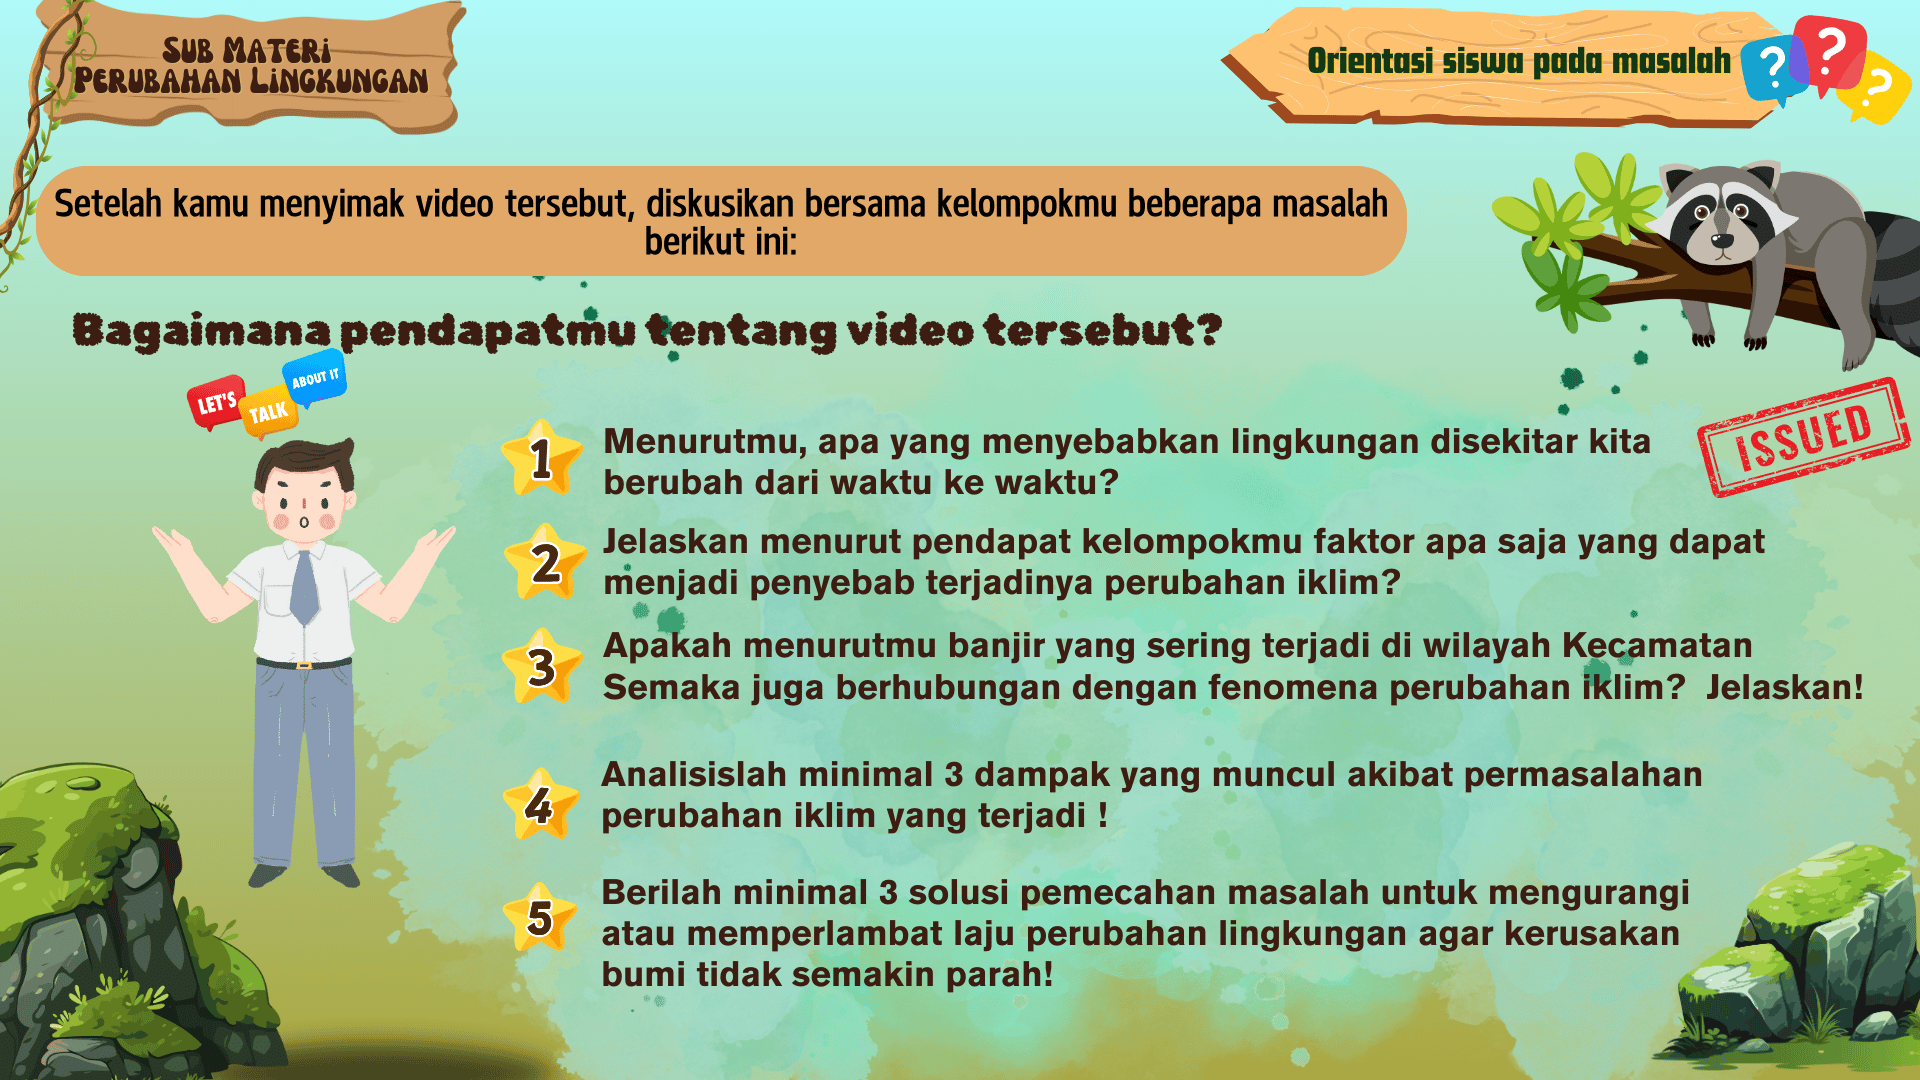 Sub Materi
Perubahan Lingkungan
Orientasi siswa pada masalah
? ? ?
Setelah kamu menyimak video tersebut, diskusikan bersama kelompokmu beberapa masalah
berikut ini:
Bagaimana pendapatmu tentang video tersebut?
LET'S
TALK
ABOUT IT
ISSUED
1 Menurutmu, apa yang menyebabkan lingkungan disekitar kita
berubah dari waktu ke waktu?
2 Jelaskan menurut pendapat kelompokmu faktor apa saja yang dapat
menjadi penyebab terjadinya perubahan iklim?
3 Apakah menurutmu banjir yang sering terjadi di wilayah Kecamatan
Semaka juga berhubungan dengan fenomena perubahan iklim? Jelaskan!
4 Analisislah minimal 3 dampak yang muncul akibat permasalahan
perubahan iklim yang terjadi !
5 Berilah minimal 3 solusi pemecahan masalah untuk mengurangi
atau memperlambat laju perubahan lingkungan agar kerusakan
bumi tidak semakin parah!